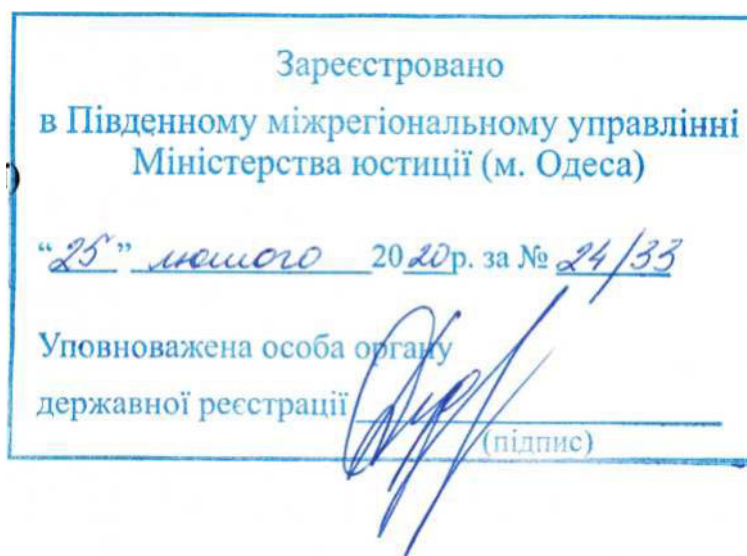 Зареєстровано
в Південному міжрегіональному управлінні
Міністерства юстиції (м. Одеса)
“25” лютого 2020р. за № 24/33
Уповноважена особа органу
державної реєстрації
(підпис)